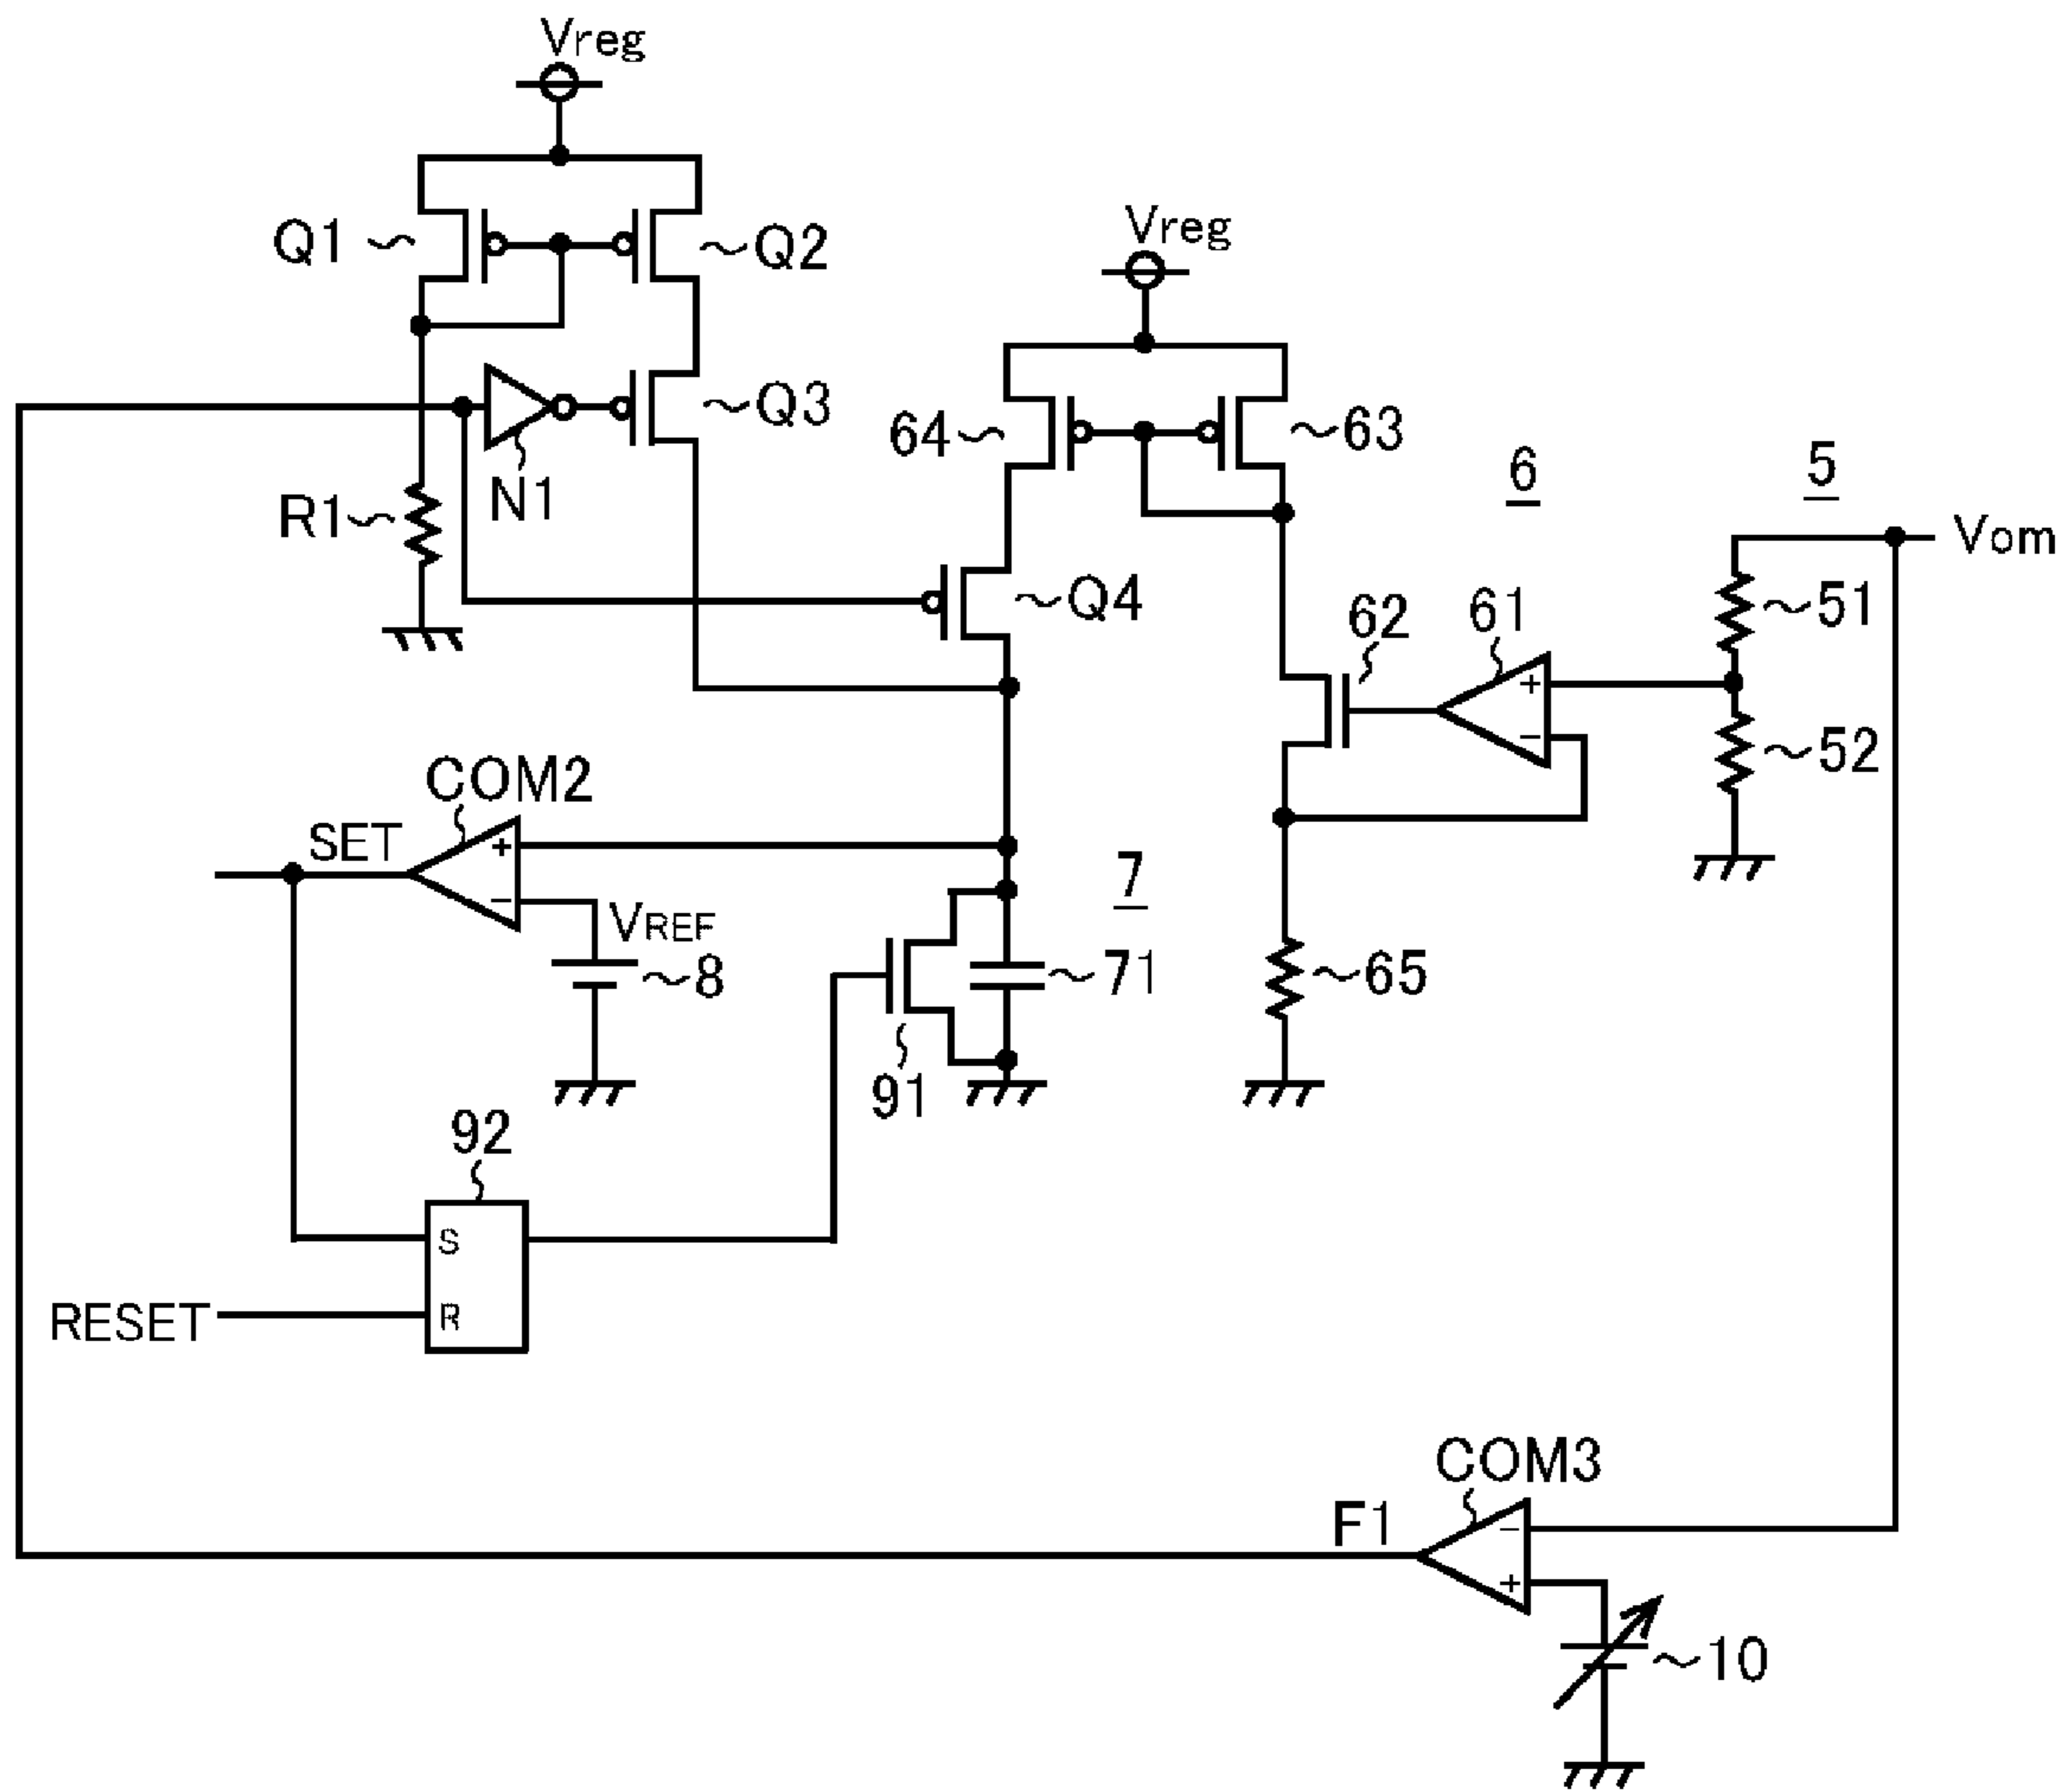 Vreg
Q1
Q2
Vreg
Q3
64
63
6
5
R1
N1
Vom
Q4
62
61
51
+
−
52
COM2
SET
+
−
7
VREF
8
71
65
91
92
S
R
RESET
COM3
F1
−
+
10